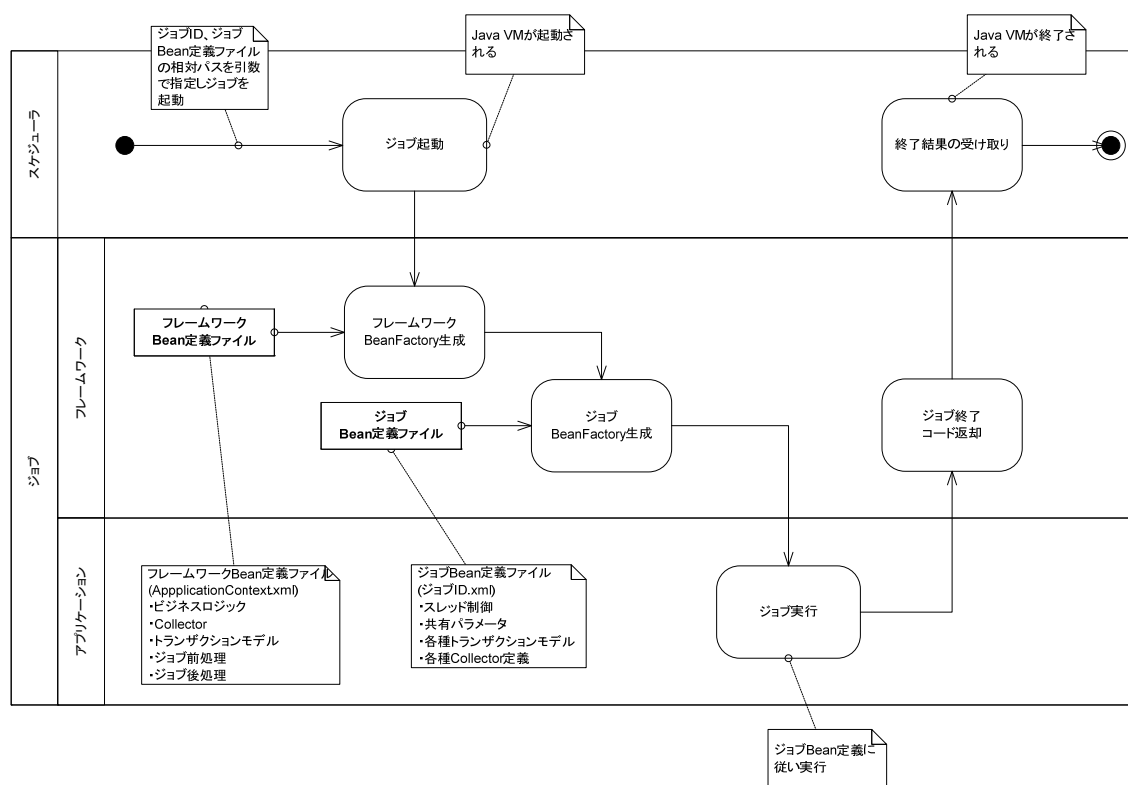 ジョブID、ジョブ
Bean定義ファイル
の相対パスを引数
で指定しジョブを
起動
Java VMが起動さ
れる
Java VMが終了さ
れる
スケジューラ
ジョブ起動
終了結果の受け取り
ジョブ
フレームワーク
フレームワーク
Bean定義ファイル
フレームワーク
BeanFactory生成
ジョブ
Bean定義ファイル
ジョブ
BeanFactory生成
ジョブ終了
コード返却
アプリケーション
フレームワークBean定義ファイル
(AppplicationContext.xml)
・ビジネスロジック
・Collector
・トランザクションモデル
・ジョブ前処理
・ジョブ後処理
ジョブBean定義ファイル
(ジョブID.xml)
・スレッド制御
・共有パラメータ
・各種トランザクションモデル
・各種Collector定義
ジョブ実行
ジョブBean定義に
従い実行